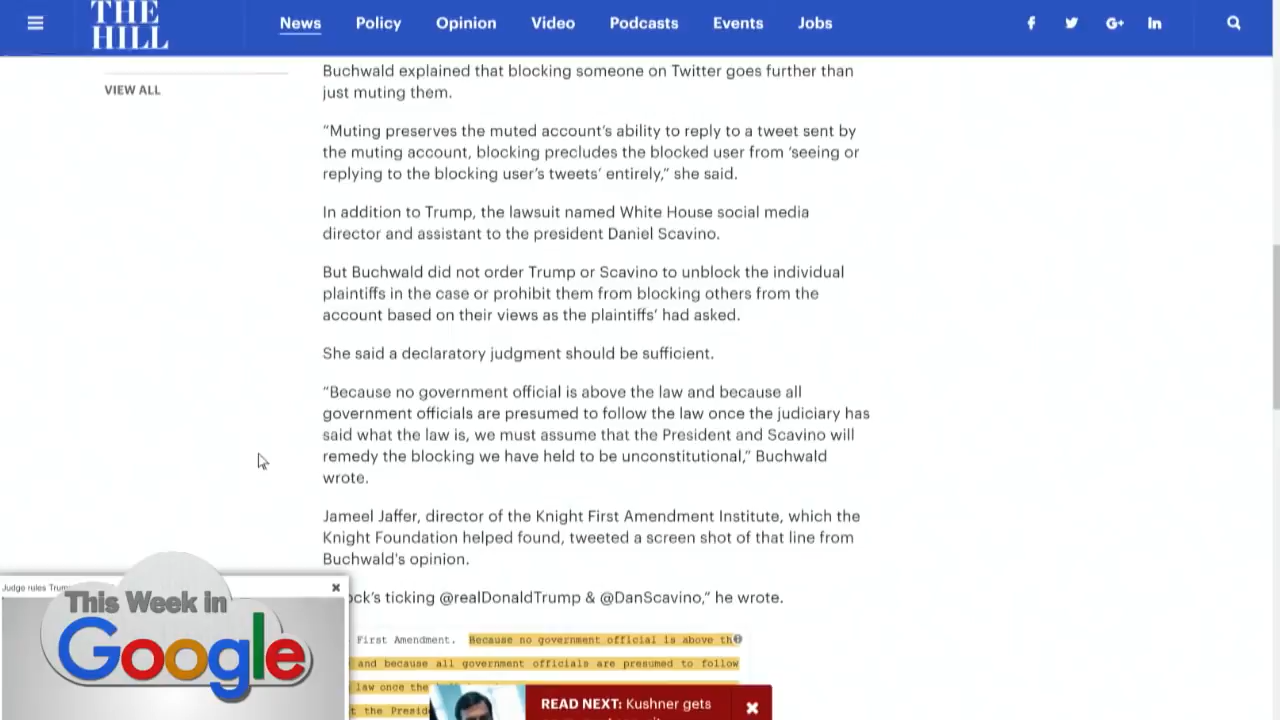 THE
HILL
News Policy Opinion Video Podcasts Events Jobs
VIEW ALL
Buchwald explained that blocking someone on Twitter goes further than
just muting them.
“Muting preserves the muted account’s ability to reply to a tweet sent by
the muting account, blocking precludes the blocked user from ‘seeing or
replying to the blocking user’s tweets’ entirely,” she said.
In addition to Trump, the lawsuit named White House social media
director and assistant to the president Daniel Scavino.
But Buchwald did not order Trump or Scavino to unblock the individual
plaintiffs in the case or prohibit them from blocking others from the
account based on their views as the plaintiffs’ had asked.
She said a declaratory judgment should be sufficient.
“Because no government official is above the law and because all
government officials are presumed to follow the law once the judiciary has
said what the law is, we must assume that the President and Scavino will
remedy the blocking we have held to be unconstitutional,” Buchwald
wrote.
Jameel Jaffer, director of the Knight First Amendment Institute, which the
Knight Foundation helped found, tweeted a screen shot of that line from
Buchwald's opinion.
ock’s ticking @realDonaldTrump & @DanScavino,” he wrote.
First Amendment. Because no government official is above th
and because all government officials are presumed to follow
law once the
t the Presid
Judge rules Trum
This Week in
Google
READ NEXT: Kushner gets